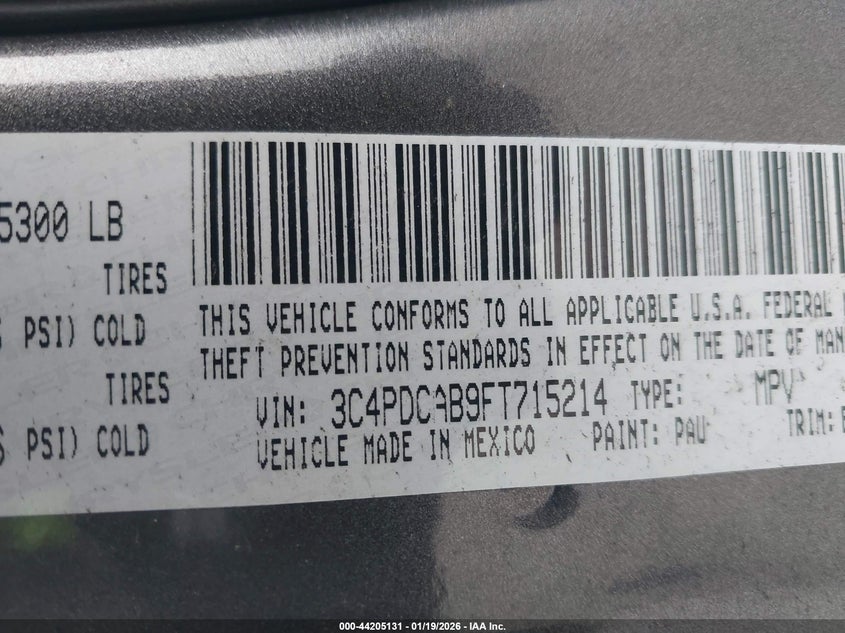 5300 LB
TIRES
PSI) COLD
TIRES
PSI) COLD
THIS VEHICLE CONFORMS TO ALL APPLICABLE U.S.A. FEDERAL
THEFT PREVENTION STANDARDS IN EFFECT ON THE DATE OF MAN
VIN: 3C4PDCAB9FT715214 TYPE: MPV
VEHICLE MADE IN MEXICO PAINT: PAU TRIM:
000-44205131 - 01/19/2026 - IAA Inc.